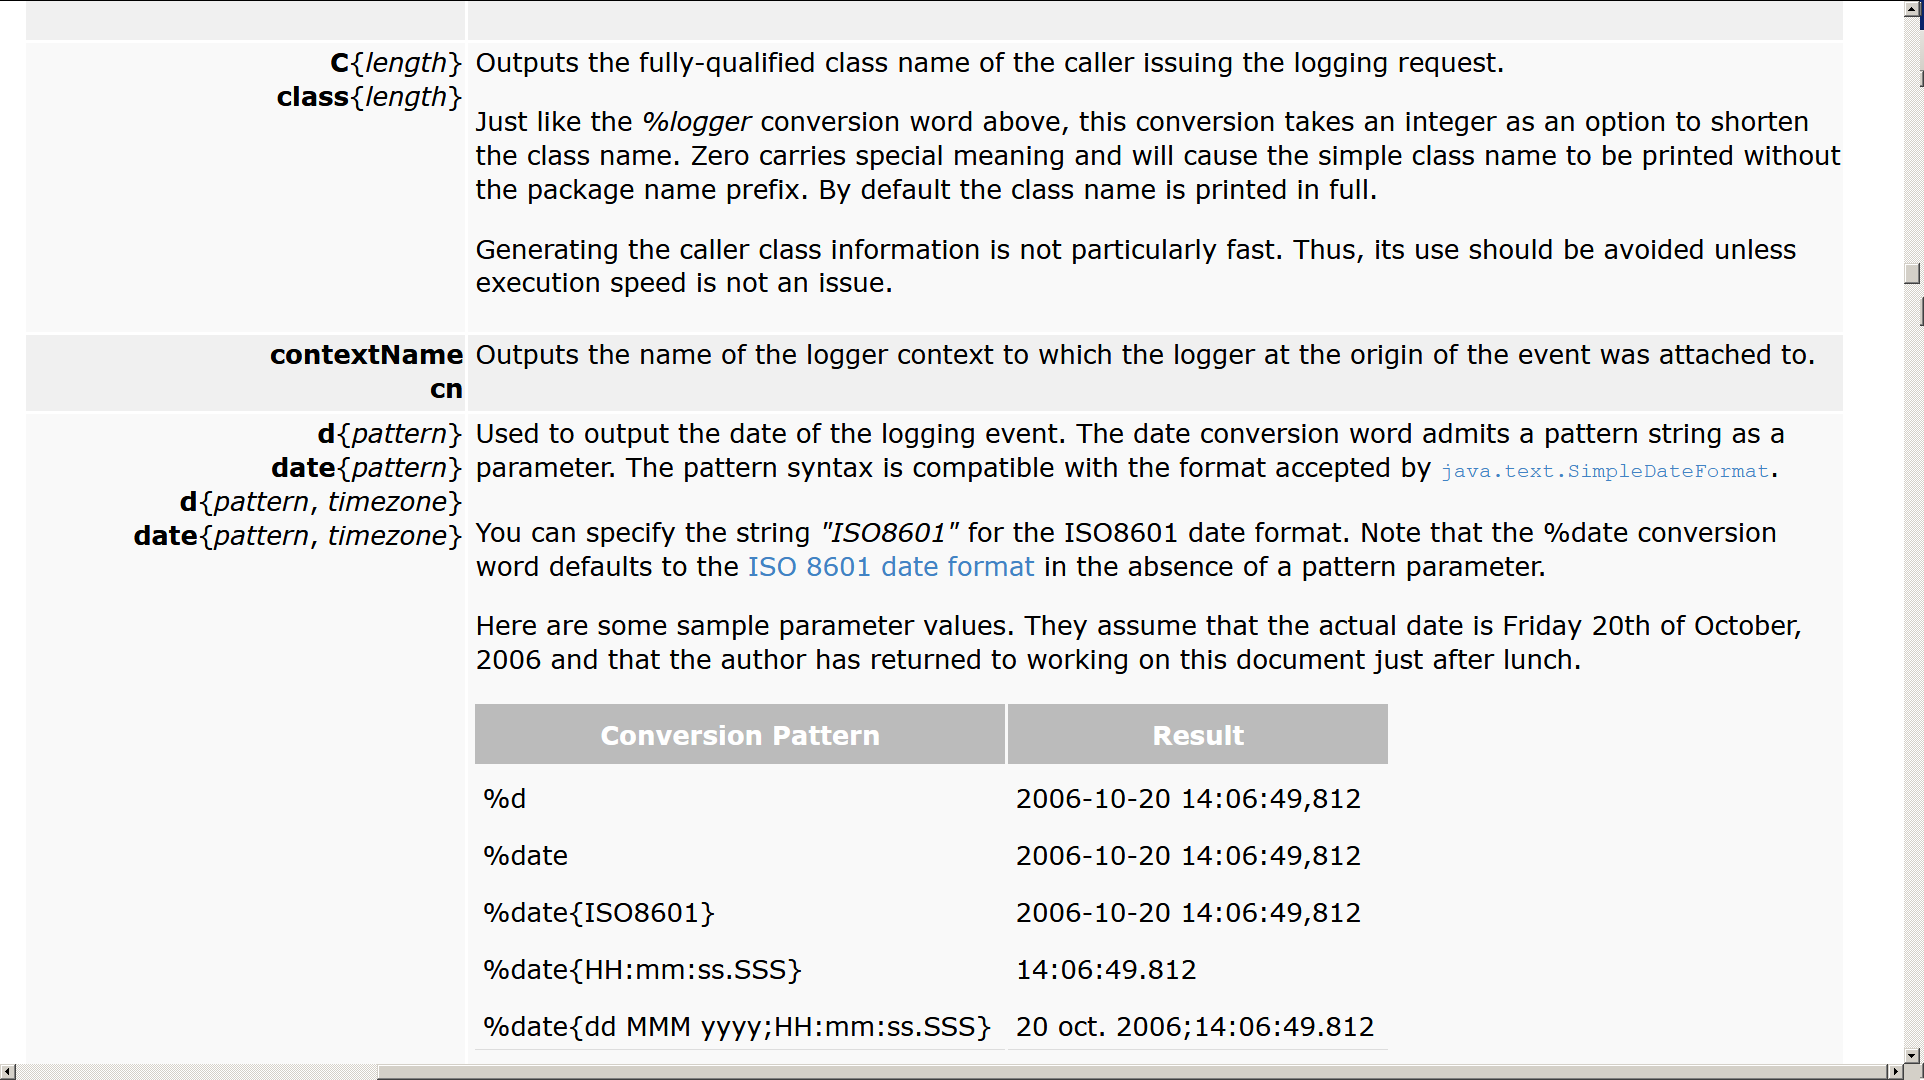 C{length} Outputs the fully-qualified class name of the caller issuing the logging request.
class{length}
Just like the %logger conversion word above, this conversion takes an integer as an option to shorten
the class name. Zero carries special meaning and will cause the simple class name to be printed without
the package name prefix. By default the class name is printed in full.
Generating the caller class information is not particularly fast. Thus, its use should be avoided unless
execution speed is not an issue.
contextName Outputs the name of the logger context to which the logger at the origin of the event was attached to.
cn
d{pattern} Used to output the date of the logging event. The date conversion word admits a pattern string as a
date{pattern} parameter. The pattern syntax is compatible with the format accepted by java.text.SimpleDateFormat.
d{pattern, timezone}
date{pattern, timezone} You can specify the string "ISO8601" for the ISO8601 date format. Note that the %date conversion
word defaults to the ISO 8601 date format in the absence of a pattern parameter.
Here are some sample parameter values. They assume that the actual date is Friday 20th of October,
2006 and that the author has returned to working on this document just after lunch.
Conversion Pattern Result
%d 2006-10-20 14:06:49,812
%date 2006-10-20 14:06:49,812
%date{ISO8601} 2006-10-20 14:06:49,812
%date{HH:mm:ss.SSS} 14:06:49.812
%date{dd MMM yyyy;HH:mm:ss.SSS} 20 oct. 2006;14:06:49.812